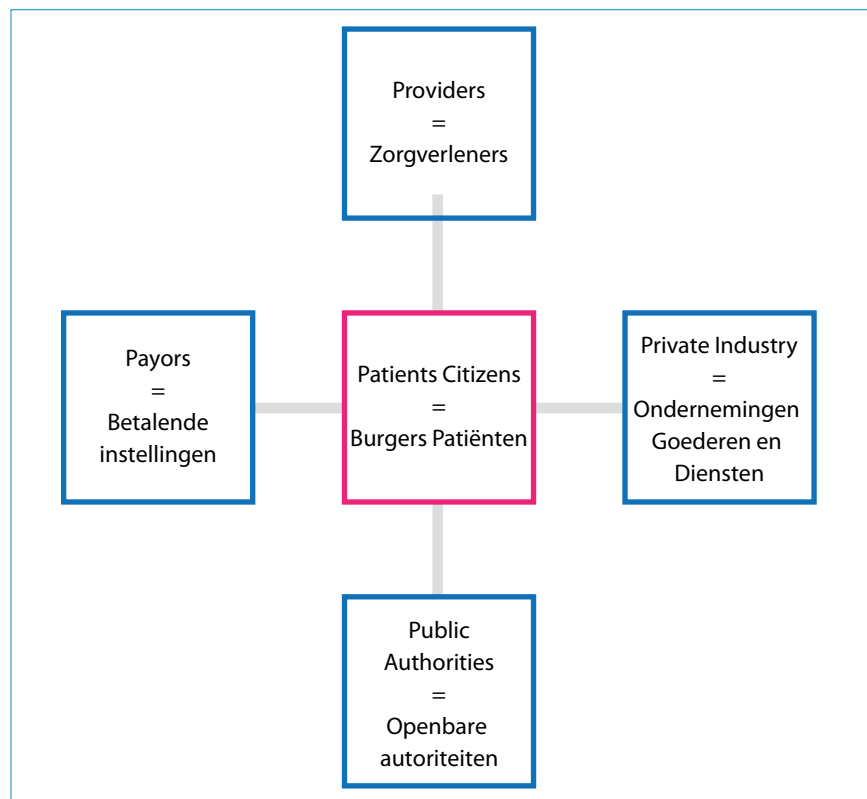 Providers
=
Zorgverleners
Payors
=
Betalende
instellingen
Patients Citizens
=
Burgers Patiënten
Private Industry
=
Ondernemingen
Goederen en
Diensten
Public
Authorities
=
Openbare
autoriteiten